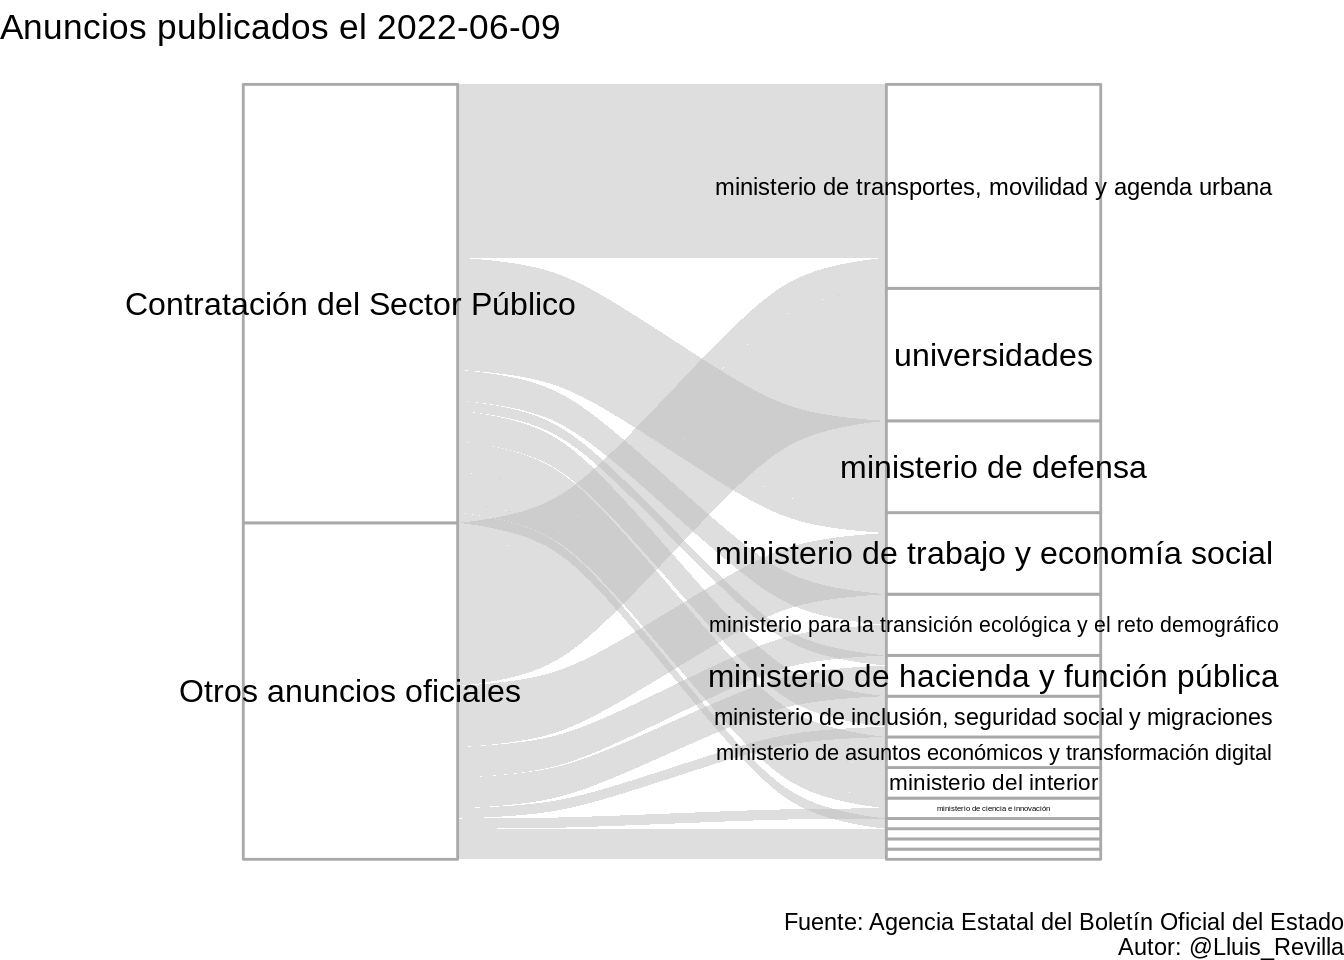 Anuncios publicados el 2022-06-09
ministerio de transportes, movilidad y agenda urbana
Contratación del Sector Público
universidades
ministerio de defensa
ministerio de trabajo y economía social
ministerio para la transición ecológica y el reto demográfico
ministerio de hacienda y función pública
Otros anuncios oficiales
ministerio de inclusión, seguridad social y migraciones
ministerio de asuntos económicos y transformación digital
ministerio del interior
ministerio de ciencia e innovación
Fuente: Agencia Estatal del Boletín Oficial del Estado
Autor: @Lluis_Revilla